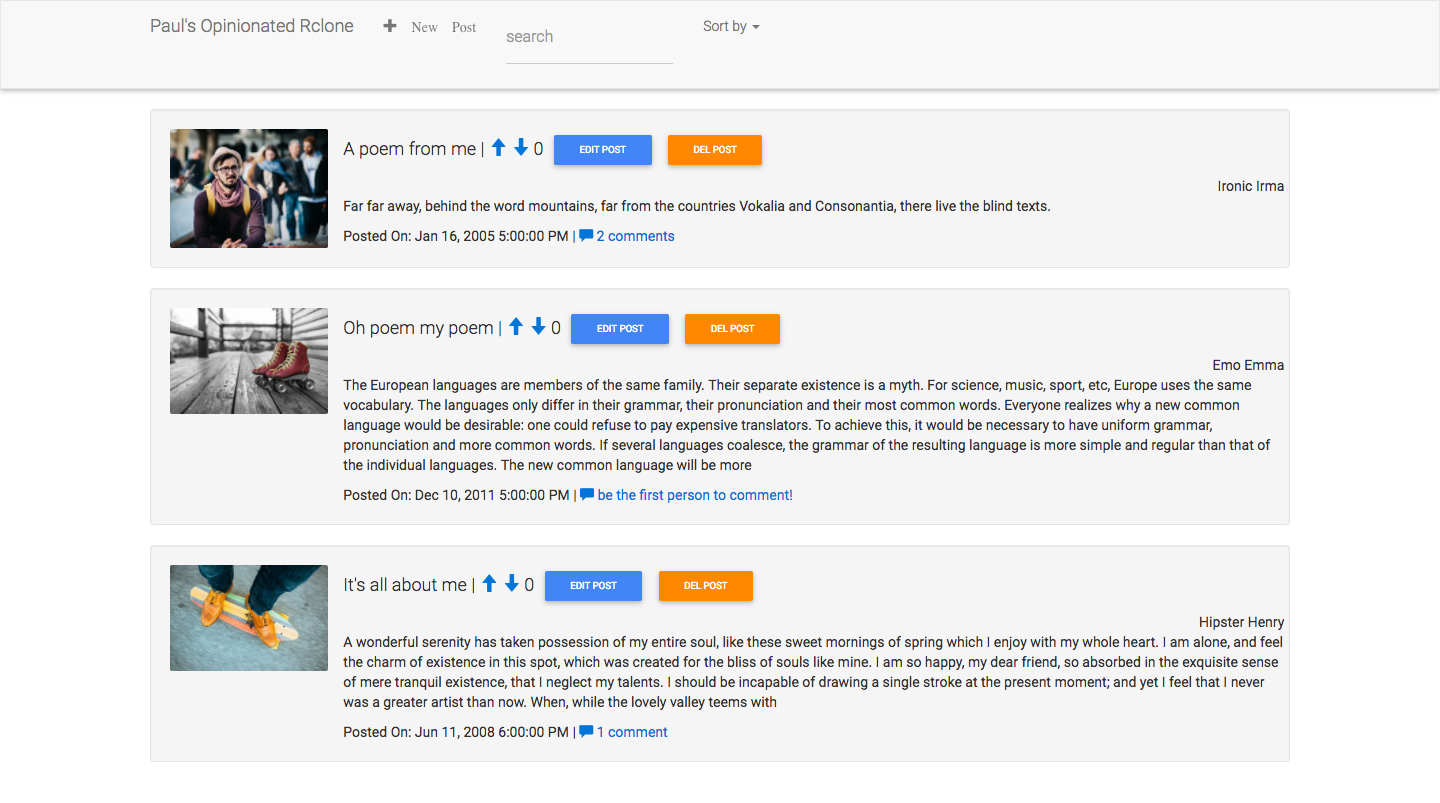 Paul's Opinionated Rclone New Post search Sort by
A poem from me | 0 EDIT POST DEL POST
Ironic Irma
Far far away, behind the word mountains, far from the countries Vokalia and Consonantia, there live the blind texts.
Posted On: Jan 16, 2005 5:00:00 PM | 2 comments
Oh poem my poem | 0 EDIT POST DEL POST
Emo Emma
The European languages are members of the same family. Their separate existence is a myth. For science, music, sport, etc, Europe uses the same
vocabulary. The languages only differ in their grammar, their pronunciation and their most common words. Everyone realizes why a new common
language would be desirable: one could refuse to pay expensive translators. To achieve this, it would be necessary to have uniform grammar,
pronunciation and more common words. If several languages coalesce, the grammar of the resulting language is more simple and regular than that of
the individual languages. The new common language will be more
Posted On: Dec 10, 2011 5:00:00 PM | be the first person to comment!
It's all about me | 0 EDIT POST DEL POST
Hipster Henry
A wonderful serenity has taken possession of my entire soul, like these sweet mornings of spring which I enjoy with my whole heart. I am alone, and feel
the charm of existence in this spot, which was created for the bliss of souls like mine. I am so happy, my dear friend, so absorbed in the exquisite sense
of mere tranquil existence, that I neglect my talents. I should be incapable of drawing a single stroke at the present moment; and yet I feel that I never
was a greater artist than now. When, while the lovely valley teems with
Posted On: Jun 11, 2008 6:00:00 PM | 1 comment